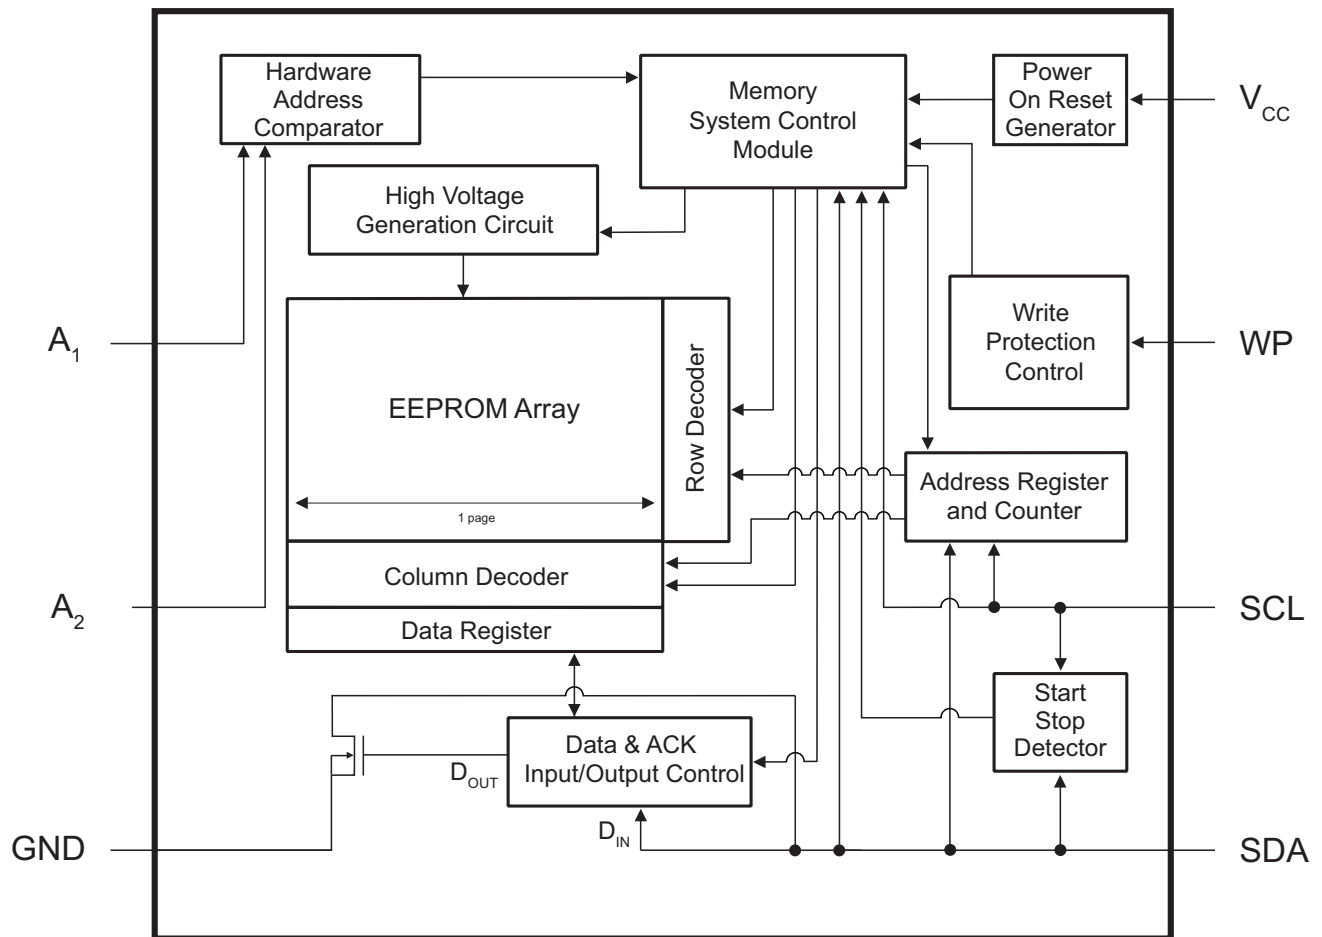 Hardware
Address
Comparator
Memory
System Control
Module
Power
On Reset
Generator
VCC
High Voltage
Generation Circuit
Write
Protection
Control
A1
WP
EEPROM Array
Row Decoder
1 page
Address Register
and Counter
Column Decoder
A2
SCL
Data Register
Start
Stop
Detector
Data & ACK
Input/Output Control
DOUT
DIN
GND
SDA